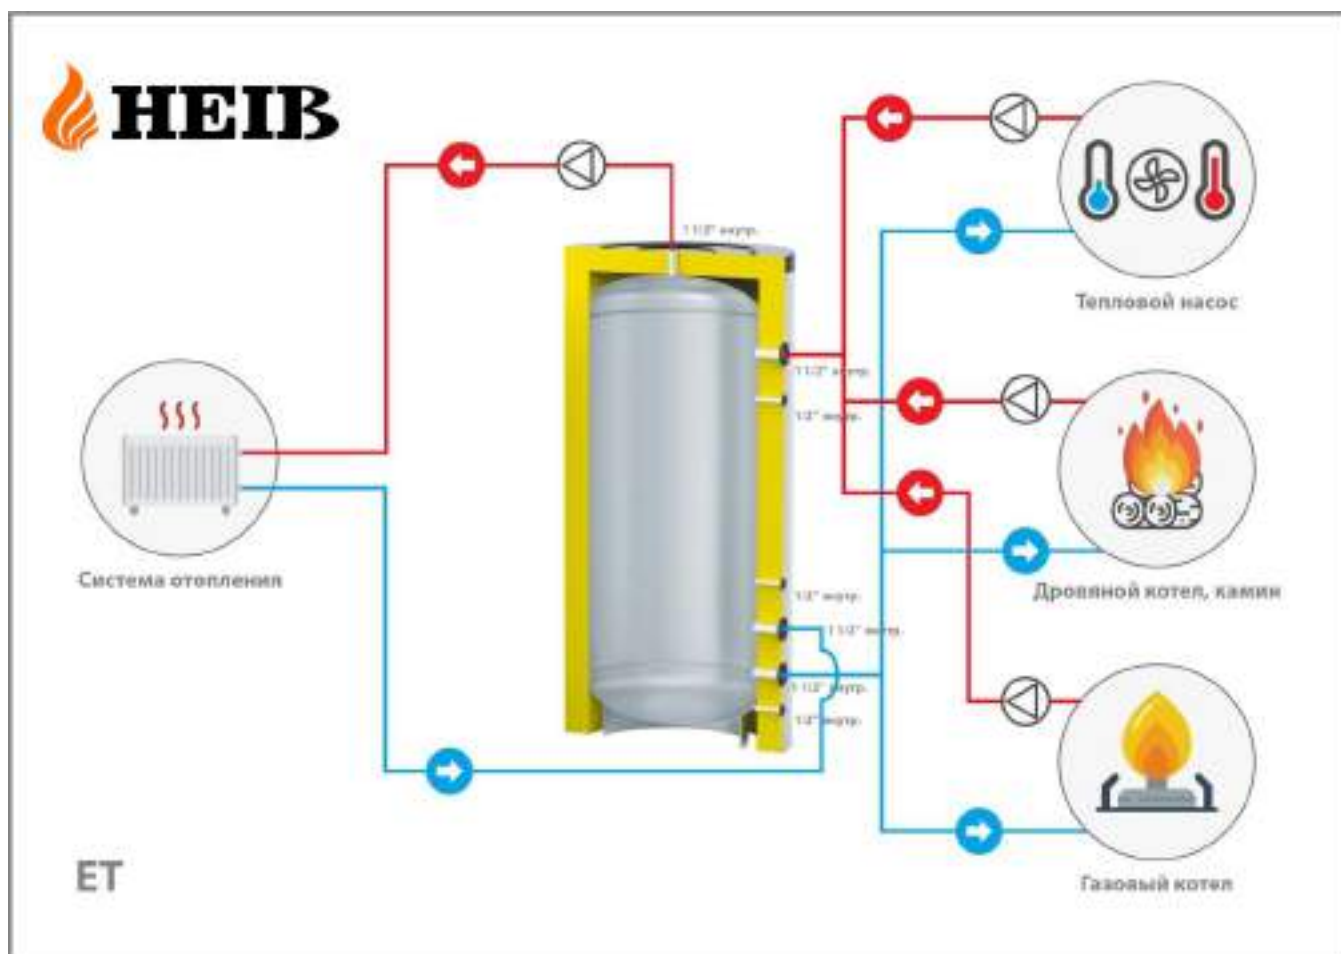 НЕІВ
1 1/2" внутр.
Тепловой насос
1 1/2" внутр.
1/2" внутр.
Система отопления
1/2" внутр.
Дровяной котел, камин
1 1/2" внутр.
1 1/2" внутр.
1/2" внутр.
ET
Газовый котел